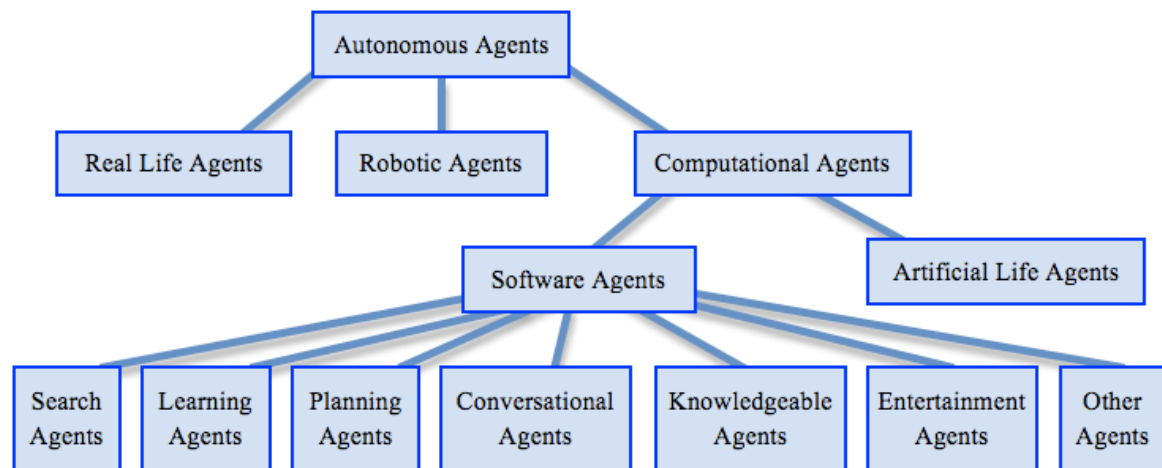 Autonomous Agents
Real Life Agents
Robotic Agents
Computational Agents
Software Agents
Artificial Life Agents
Search
Agents
Learning
Agents
Planning
Agents
Conversational
Agents
Knowledgeable
Agents
Entertainment
Agents
Other
Agents